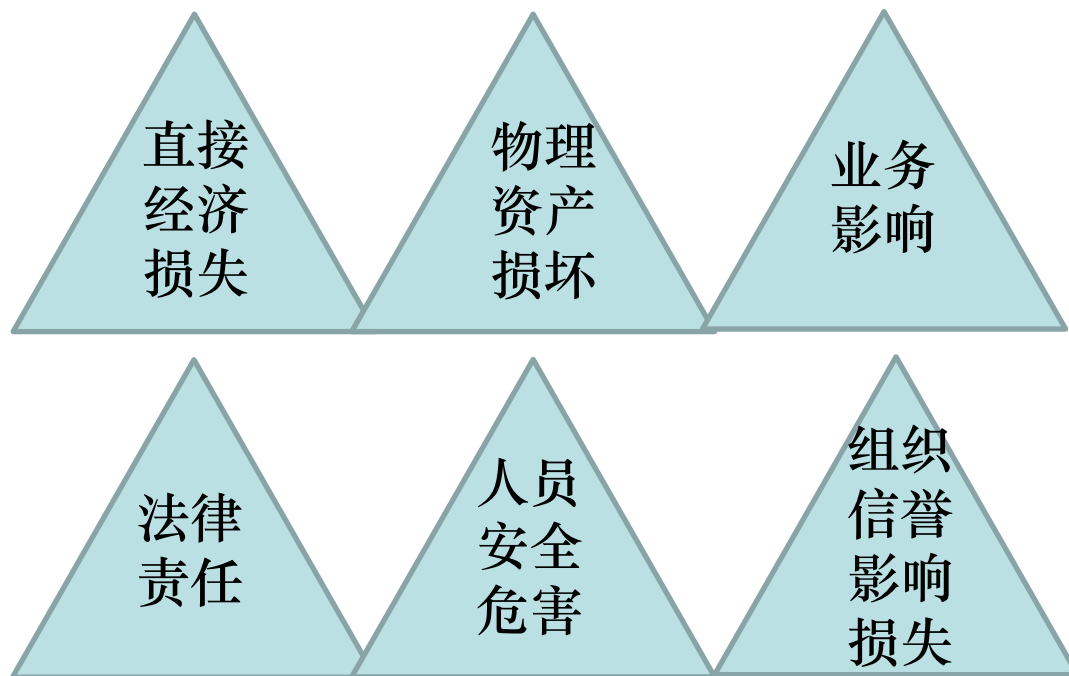 直接
经济
损失
物理
资产
损坏
业务
影响
法律
责任
人员
安全
危害
组织
信誉
影响
损失